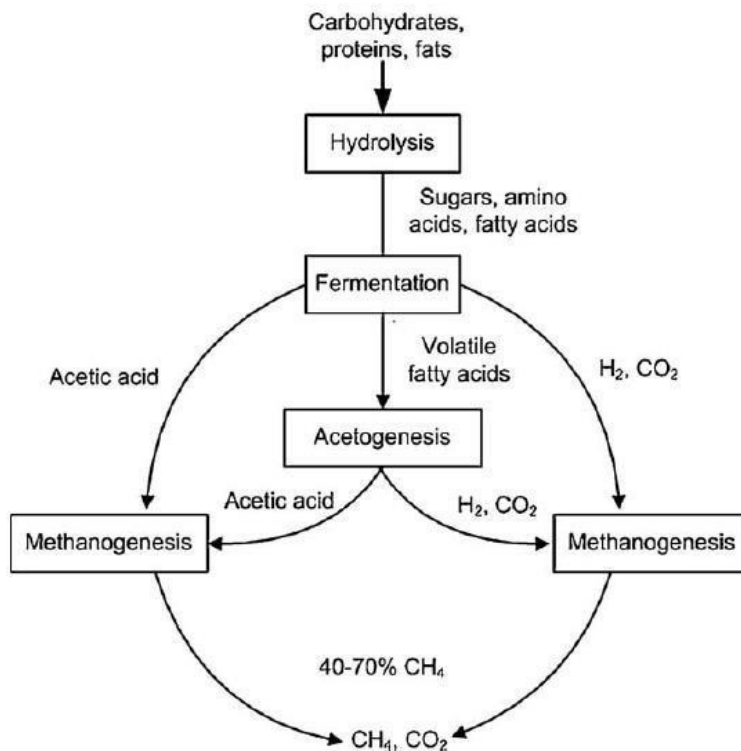 Carbohydrates,
proteins, fats
Hydrolysis
Sugars, amino
acids, fatty acids
Fermentation
Acetic acid
Volatile
fatty acids
H₂, CO₂
Acetogenesis
Acetic acid
H₂, CO₂
Methanogenesis
Methanogenesis
40-70% CH₄
CH₄, CO₂